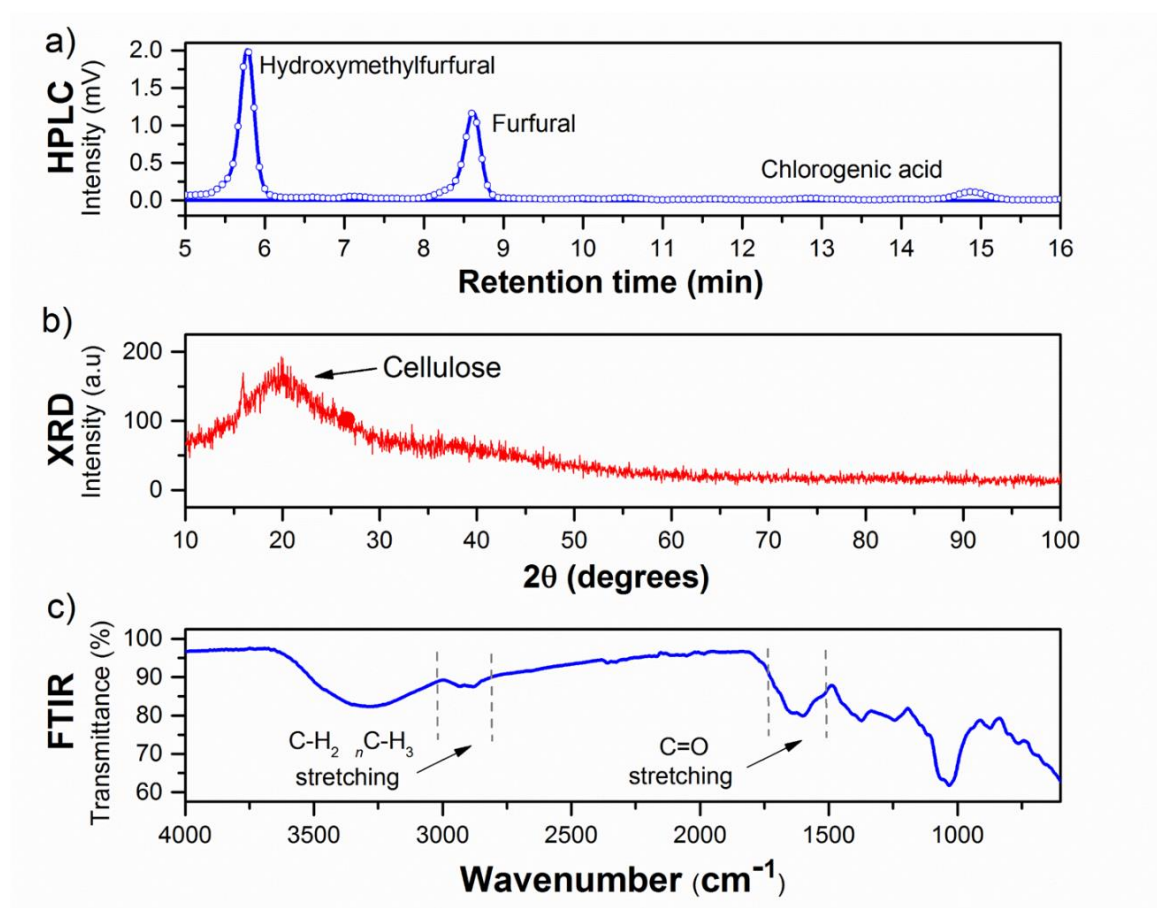 a)
HPLC
Intensity (mV)
2.0
1.5
1.0
0.5
0.0
Hydroxymethylfurfural
Furfural
Chlorogenic acid
5 6 7 8 9 10 11 12 13 14 15 16
Retention time (min)
b)
XRD
Intensity (a.u)
200
100
0
Cellulose
10 20 30 40 50 60 70 80 90 100
2θ (degrees)
c)
FTIR
Transmittance (%)
100
90
80
70
60
C-H₂ ₙC-H₃
stretching
C=O
stretching
4000 3500 3000 2500 2000 1500 1000
Wavenumber (cm⁻¹)